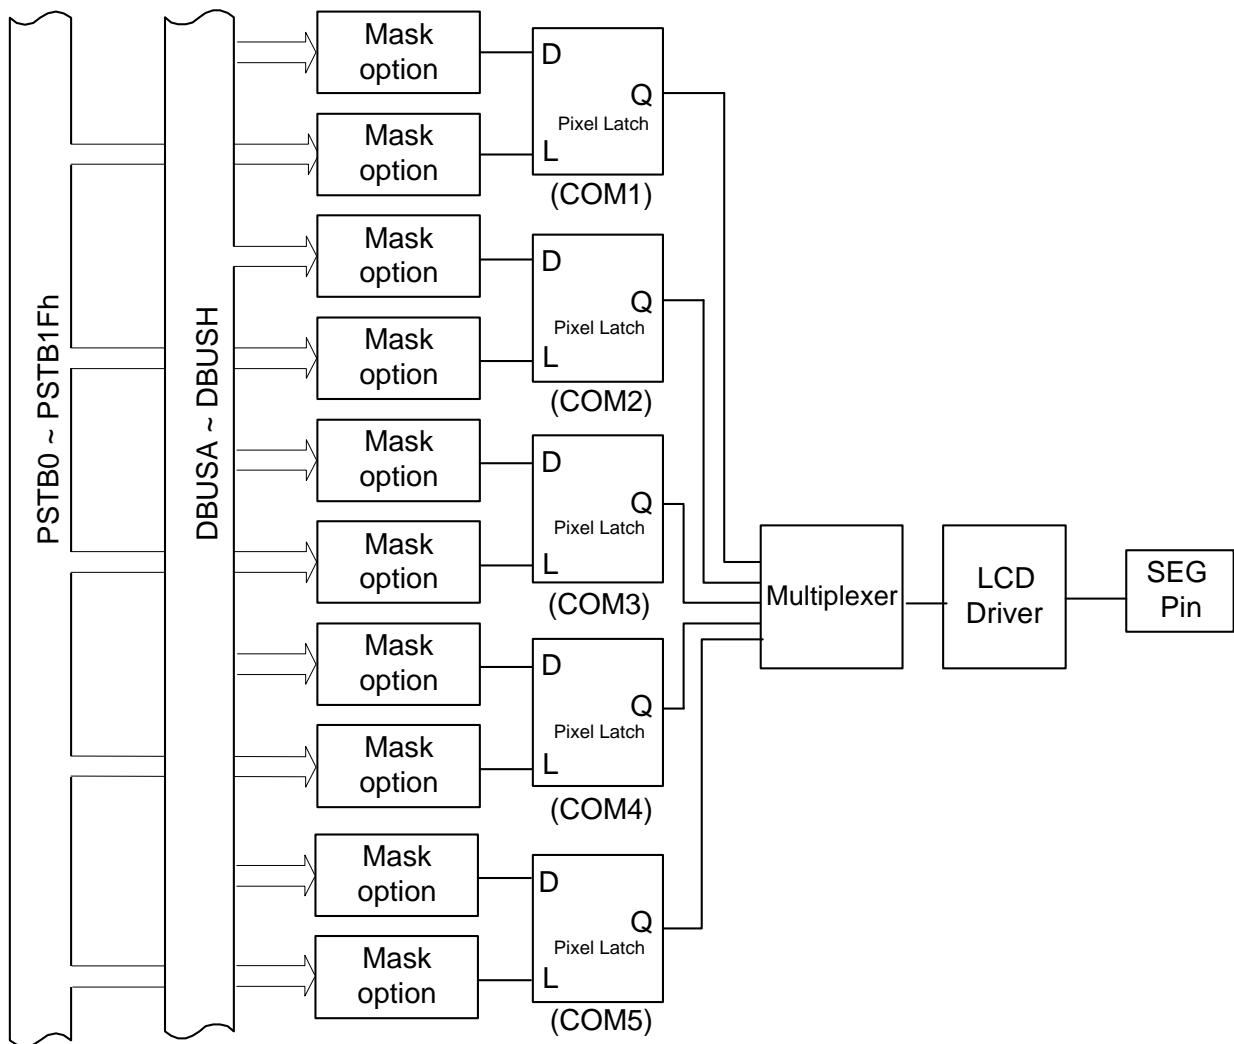 PSTB0 ~ PSTB1Fh
DBUSA ~ DBUSH
Mask
option
Mask
option
D
Q
Pixel Latch
L
(COM1)
Mask
option
Mask
option
D
Q
Pixel Latch
L
(COM2)
Mask
option
Mask
option
D
Q
Pixel Latch
L
(COM3)
Mask
option
Mask
option
D
Q
Pixel Latch
L
(COM4)
Mask
option
Mask
option
D
Q
Pixel Latch
L
(COM5)
Multiplexer
LCD
Driver
SEG
Pin